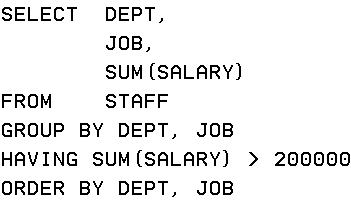 SELECT  DEPT,
        JOB,
        SUM(SALARY)
FROM    STAFF
GROUP BY DEPT, JOB
HAVING SUM(SALARY) > 200000
ORDER BY DEPT, JOB